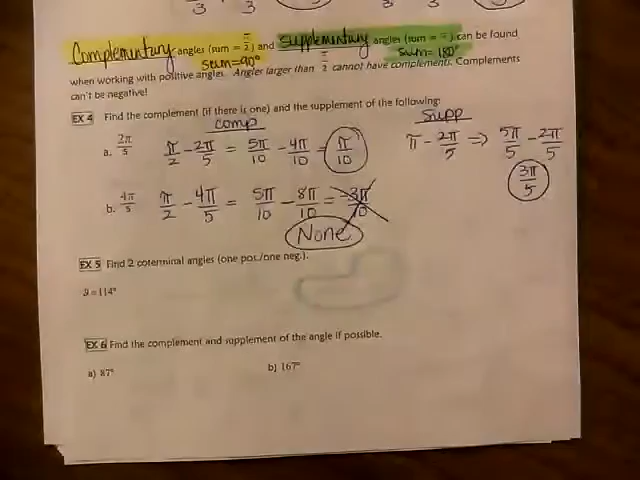 3 3 3 3
Complementary angles (sum = π/2) and supplementary angles (sum = π) can be found
sum=90° sum=180°
when working with positive angles. Angles larger than π/2 cannot have complements. Complements
can't be negative!
EX 4 Find the complement (if there is one) and the supplement of the following:
comp supp
a. 2π/5 π/2 - 2π/5 = 5π/10 - 4π/10 = π/10 π - 2π/5 ⇒ 5π/5 - 2π/5
3π/5
b. 4π/5 π/2 - 4π/5 = 5π/10 - 8π/10 = -3π/10
None
EX 5 Find 2 coterminal angles (one pos./one neg.).
θ = 114°
EX 6 Find the complement and supplement of the angle if possible.
a) 87° b) 167°